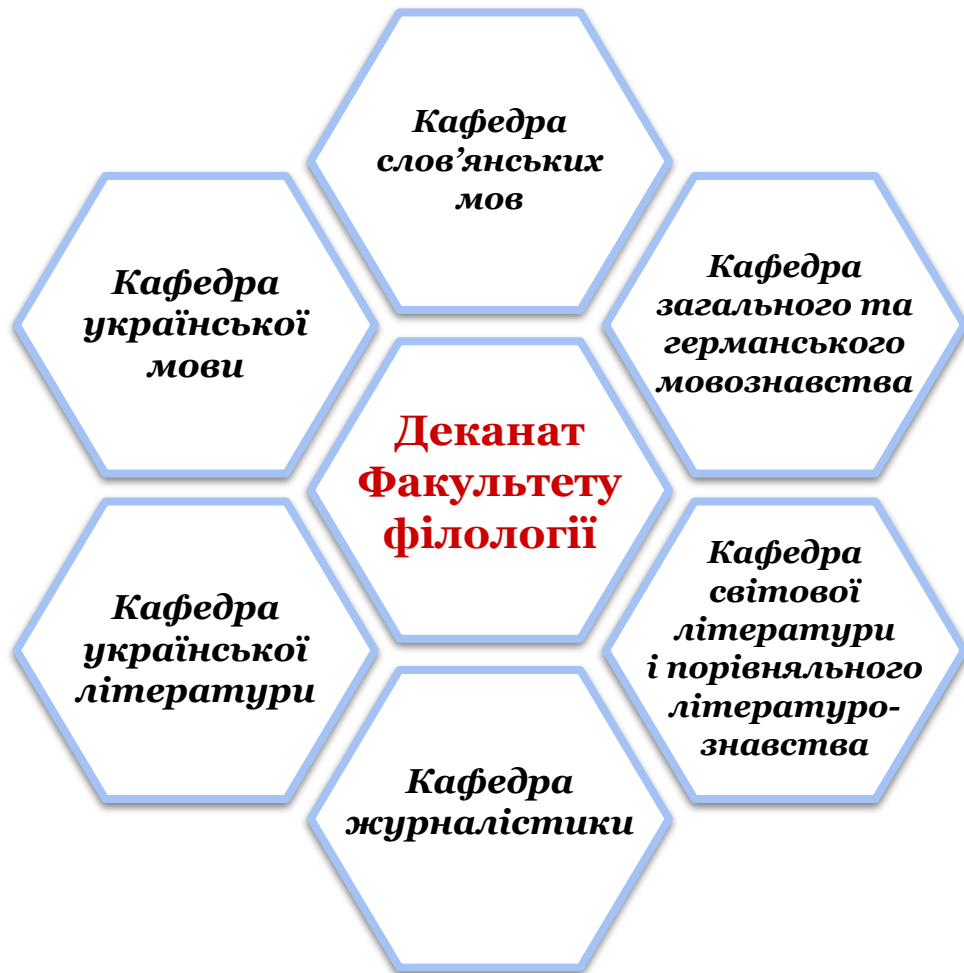 Кафедра
слов’янських
мов
Кафедра
української
мови
Кафедра
загального та
германського
мовознавства
Деканат
Факультету
філології
Кафедра
української
літератури
Кафедра
світової
літератури
і порівняльного
літературо-
знавства
Кафедра
журналістики